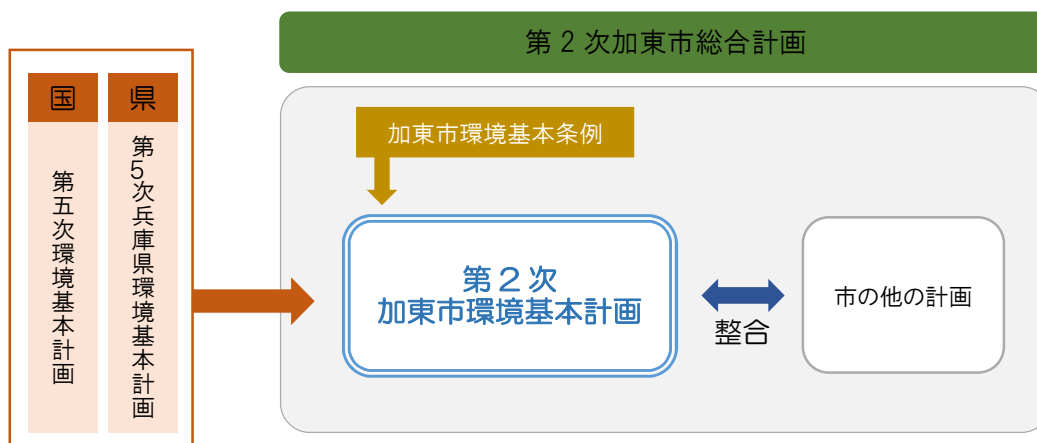 第２次加東市総合計画
国
第五次環境基本計画
県
第5次兵庫県環境基本計画
加東市環境基本条例
第２次
加東市環境基本計画
整合
市の他の計画